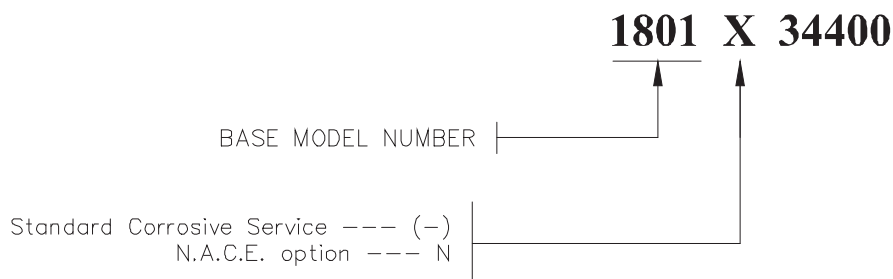 1801 X 34400
BASE MODEL NUMBER
Standard Corrosive Service --- (-)
N.A.C.E. option --- N